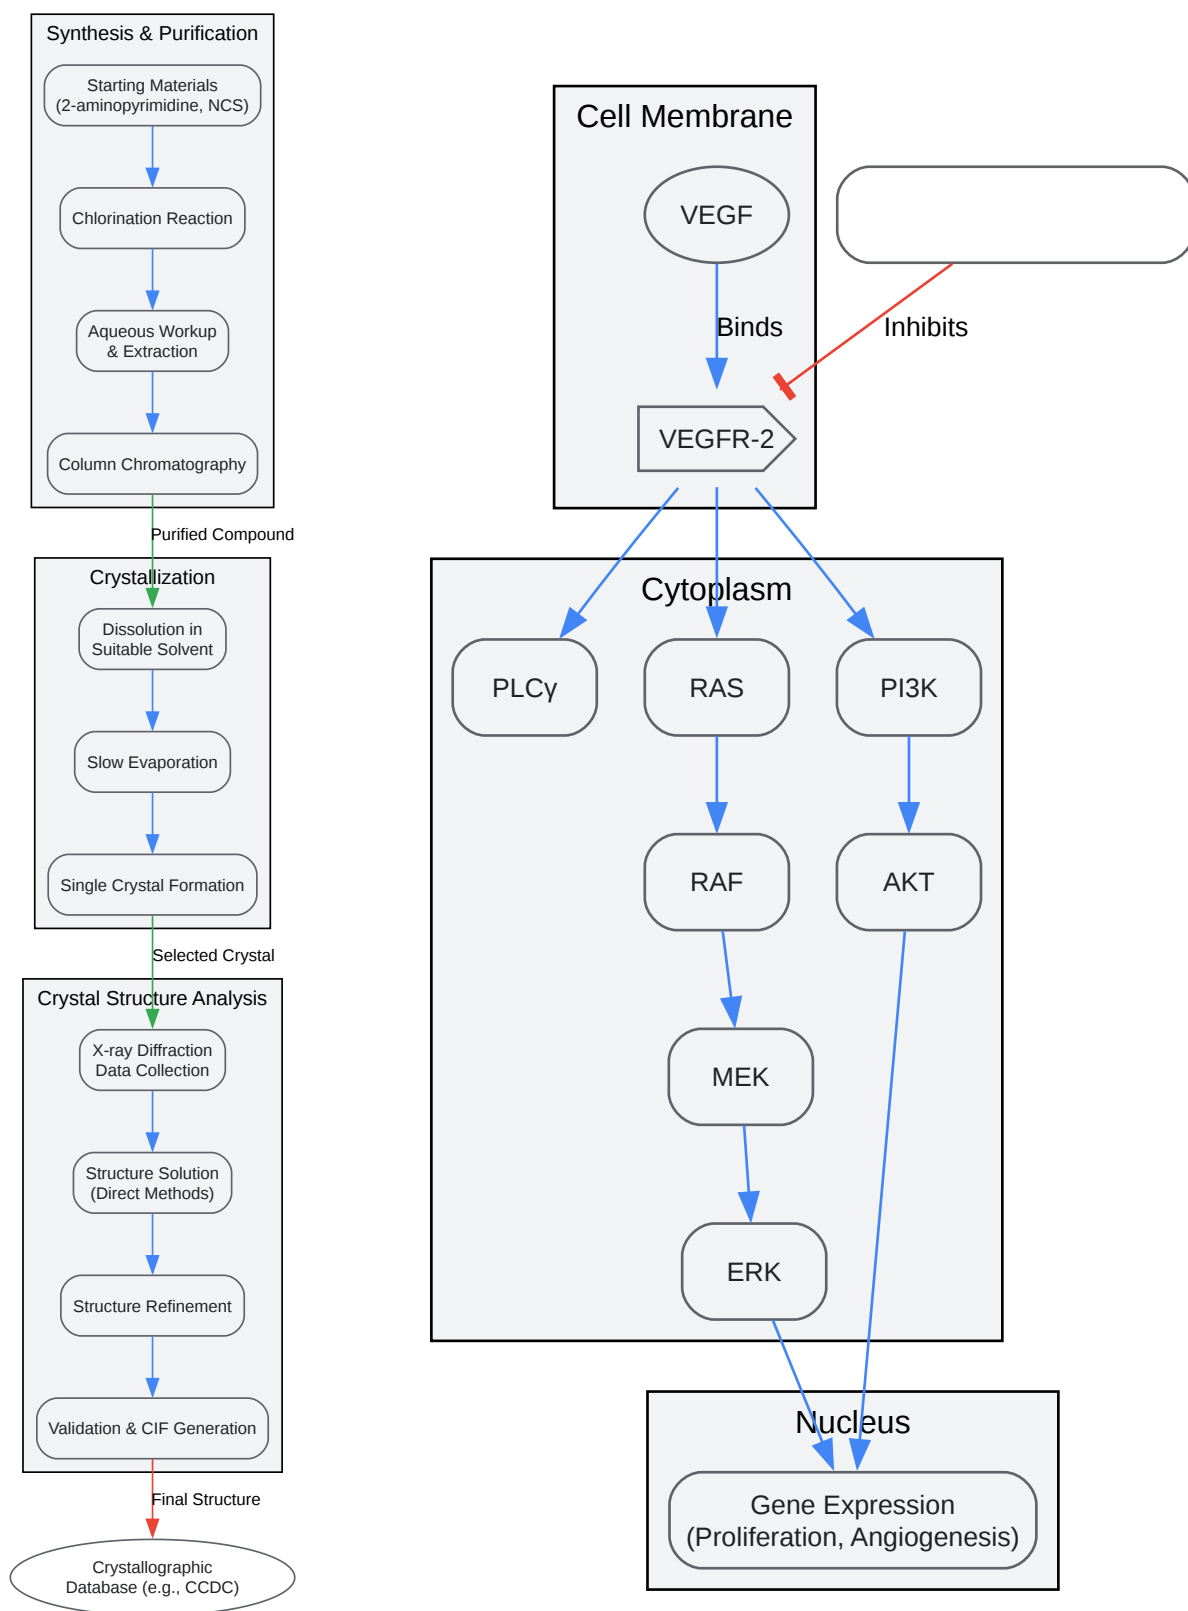 Synthesis & Purification
Starting Materials
(2-aminopyrimidine, NCS)
Chlorination Reaction
Aqueous Workup
& Extraction
Column Chromatography
Purified Compound
Crystallization
Dissolution in
Suitable Solvent
Slow Evaporation
Single Crystal Formation
Selected Crystal
Crystal Structure Analysis
X-ray Diffraction
Data Collection
Structure Solution
(Direct Methods)
Structure Refinement
Validation & CIF Generation
Final Structure
Crystallographic
Database (e.g., CCDC)
Cell Membrane
VEGF
Binds
Inhibits
VEGFR-2
Cytoplasm
PLCγ
RAS
PI3K
RAF
AKT
MEK
ERK
Nucleus
Gene Expression
(Proliferation, Angiogenesis)